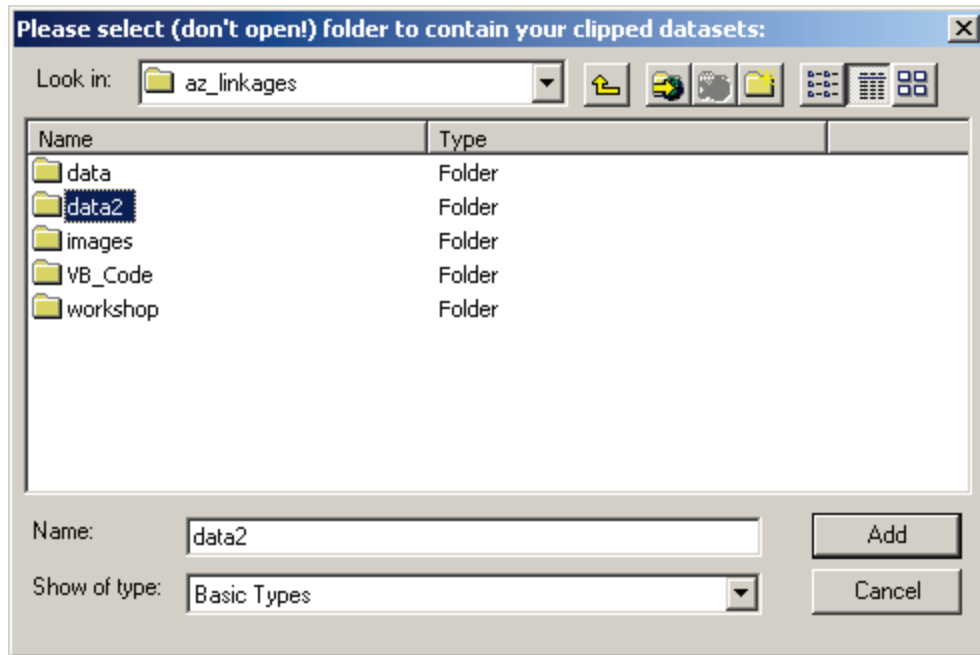 Please select (don't open!) folder to contain your clipped datasets:
Look in: az_linkages
Name Type
data Folder
data2 Folder
images Folder
VB_Code Folder
workshop Folder
Name: data2 Add
Show of type: Basic Types Cancel